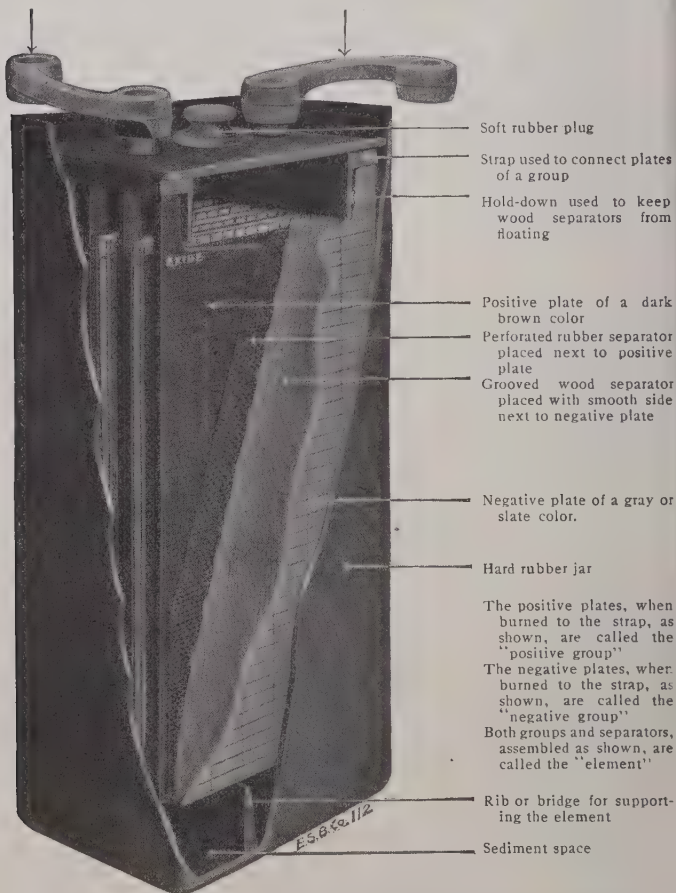 Soft rubber plug
Strap used to connect plates
of a group
Hold-down used to keep
wood separators from
floating
Positive plate of a dark
brown color
Perforated rubber separator
placed next to positive
plate
Grooved wood separator
placed with smooth side
next to negative plate
Negative plate of a gray or
slate color.
Hard rubber jar
The positive plates, when
burned to the strap, as
shown, are called the
"positive group"
The negative plates, when
burned to the strap, as
shown, are called the
"negative group"
Both groups and separators,
assembled as shown, are
called the "element"
Rib or bridge for support-
ing the element
E.S.B.Co. 112
Sediment space